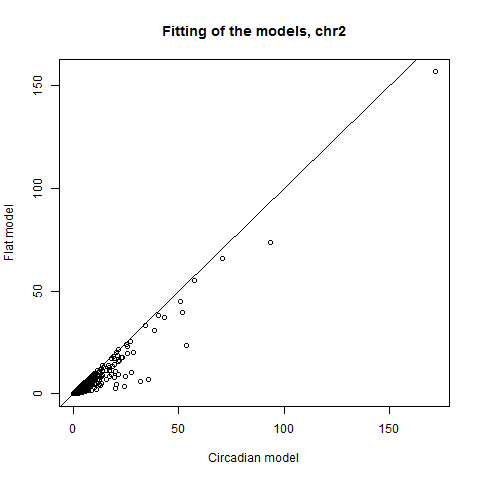 Fitting of the models, chr2
Flat model
150
100
50
0
0 50 100 150
Circadian model